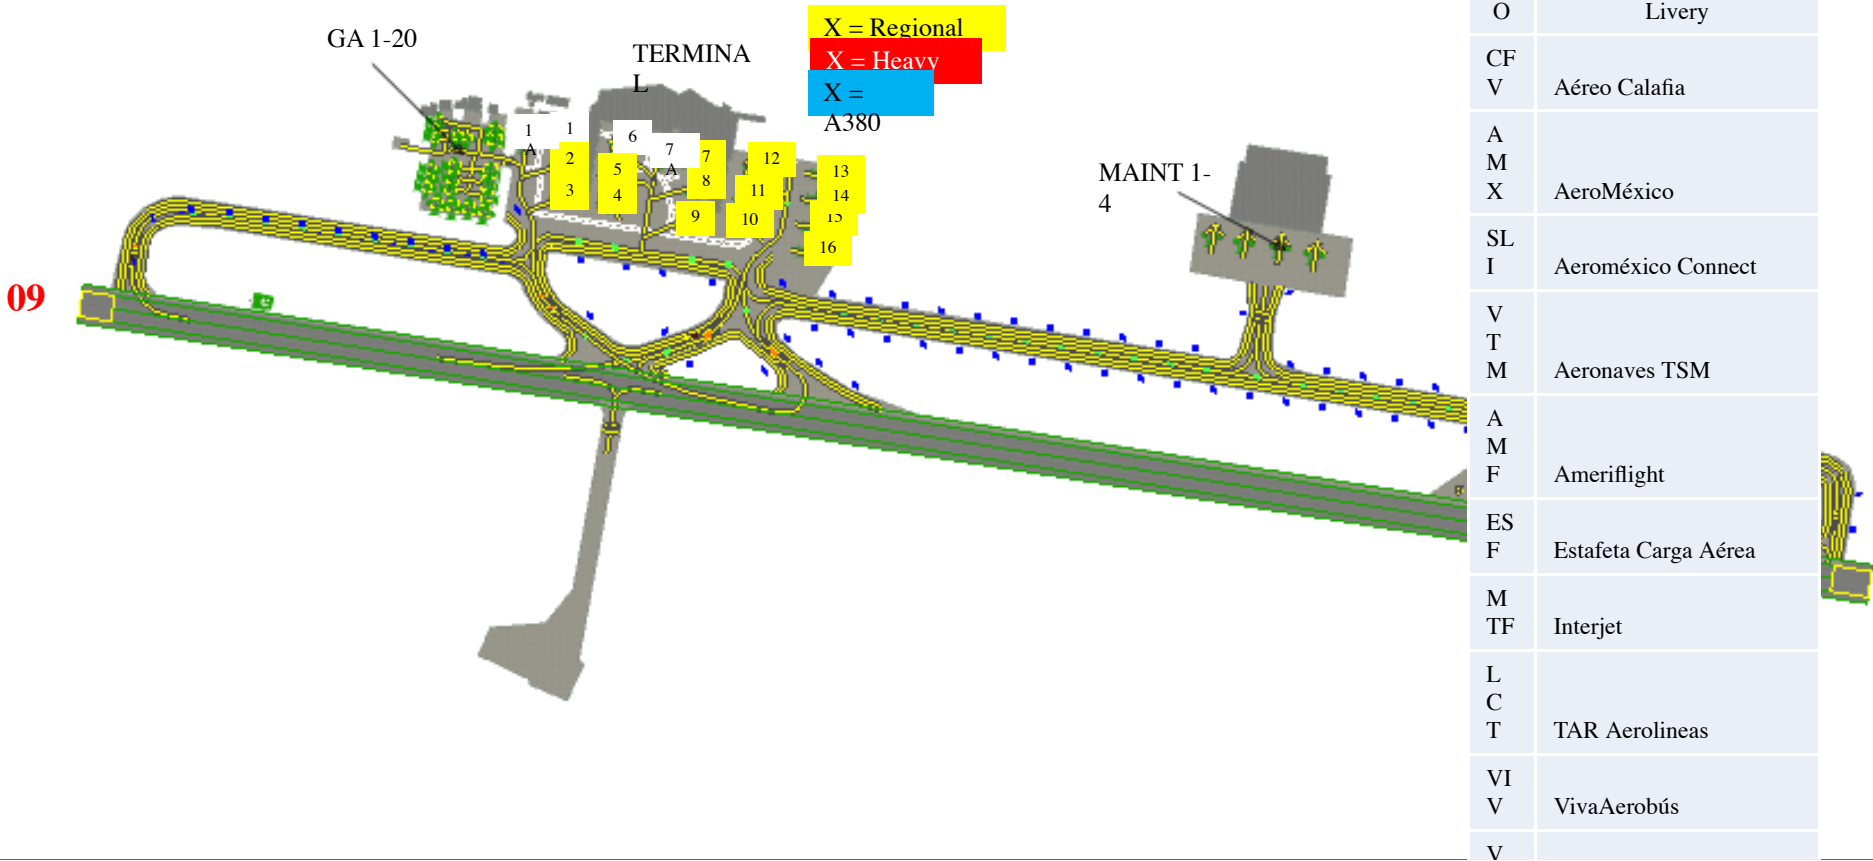 GA 1-20
TERMINA
L
X = Regional
X = Heavy
X =
A380
1
A
1
2
3
6
5
4
7
A
7
8
9
12
11
10
13
14
15
16
MAINT 1-
4
09
O Livery
CF
V Aéreo Calafia
A
M
X AeroMéxico
SL
I Aeroméxico Connect
V
T
M Aeronaves TSM
A
M
F Ameriflight
ES
F Estafeta Carga Aérea
M
TF Interjet
L
C
T TAR Aerolineas
VI
V VivaAerobús
V